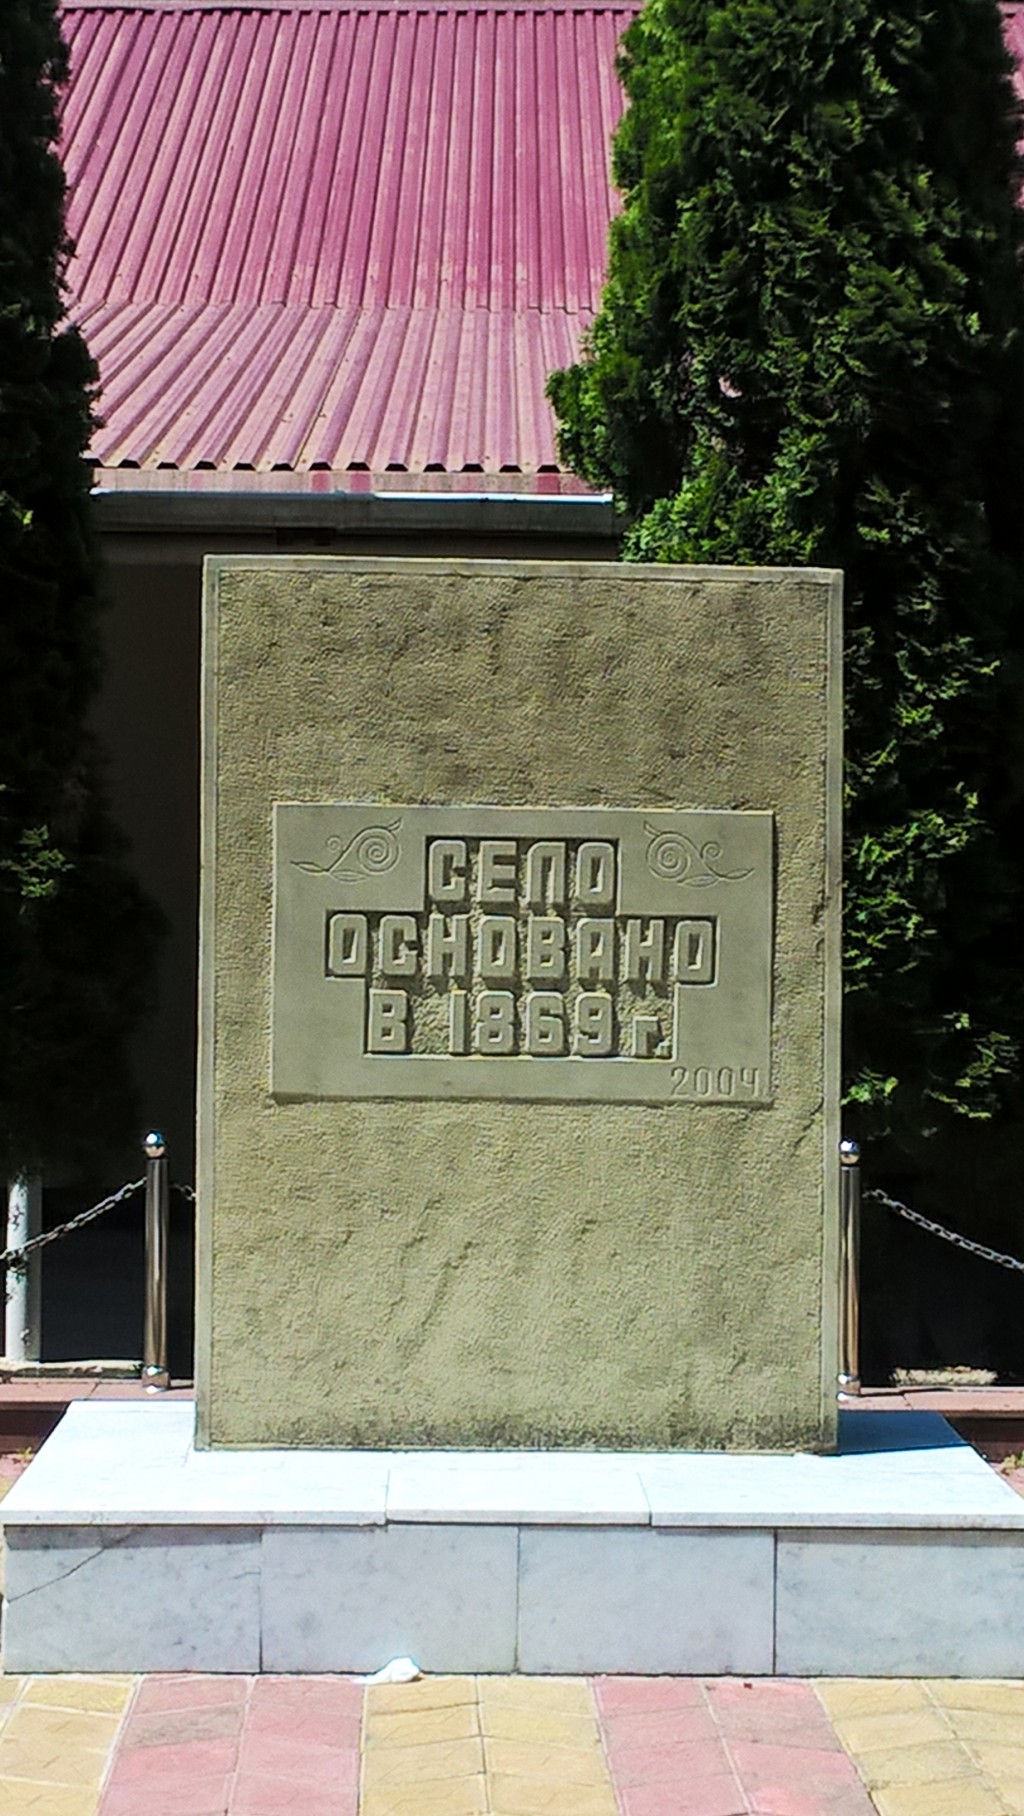 СЕЛО
ОСНОВАНО
В 1869 г.
2004